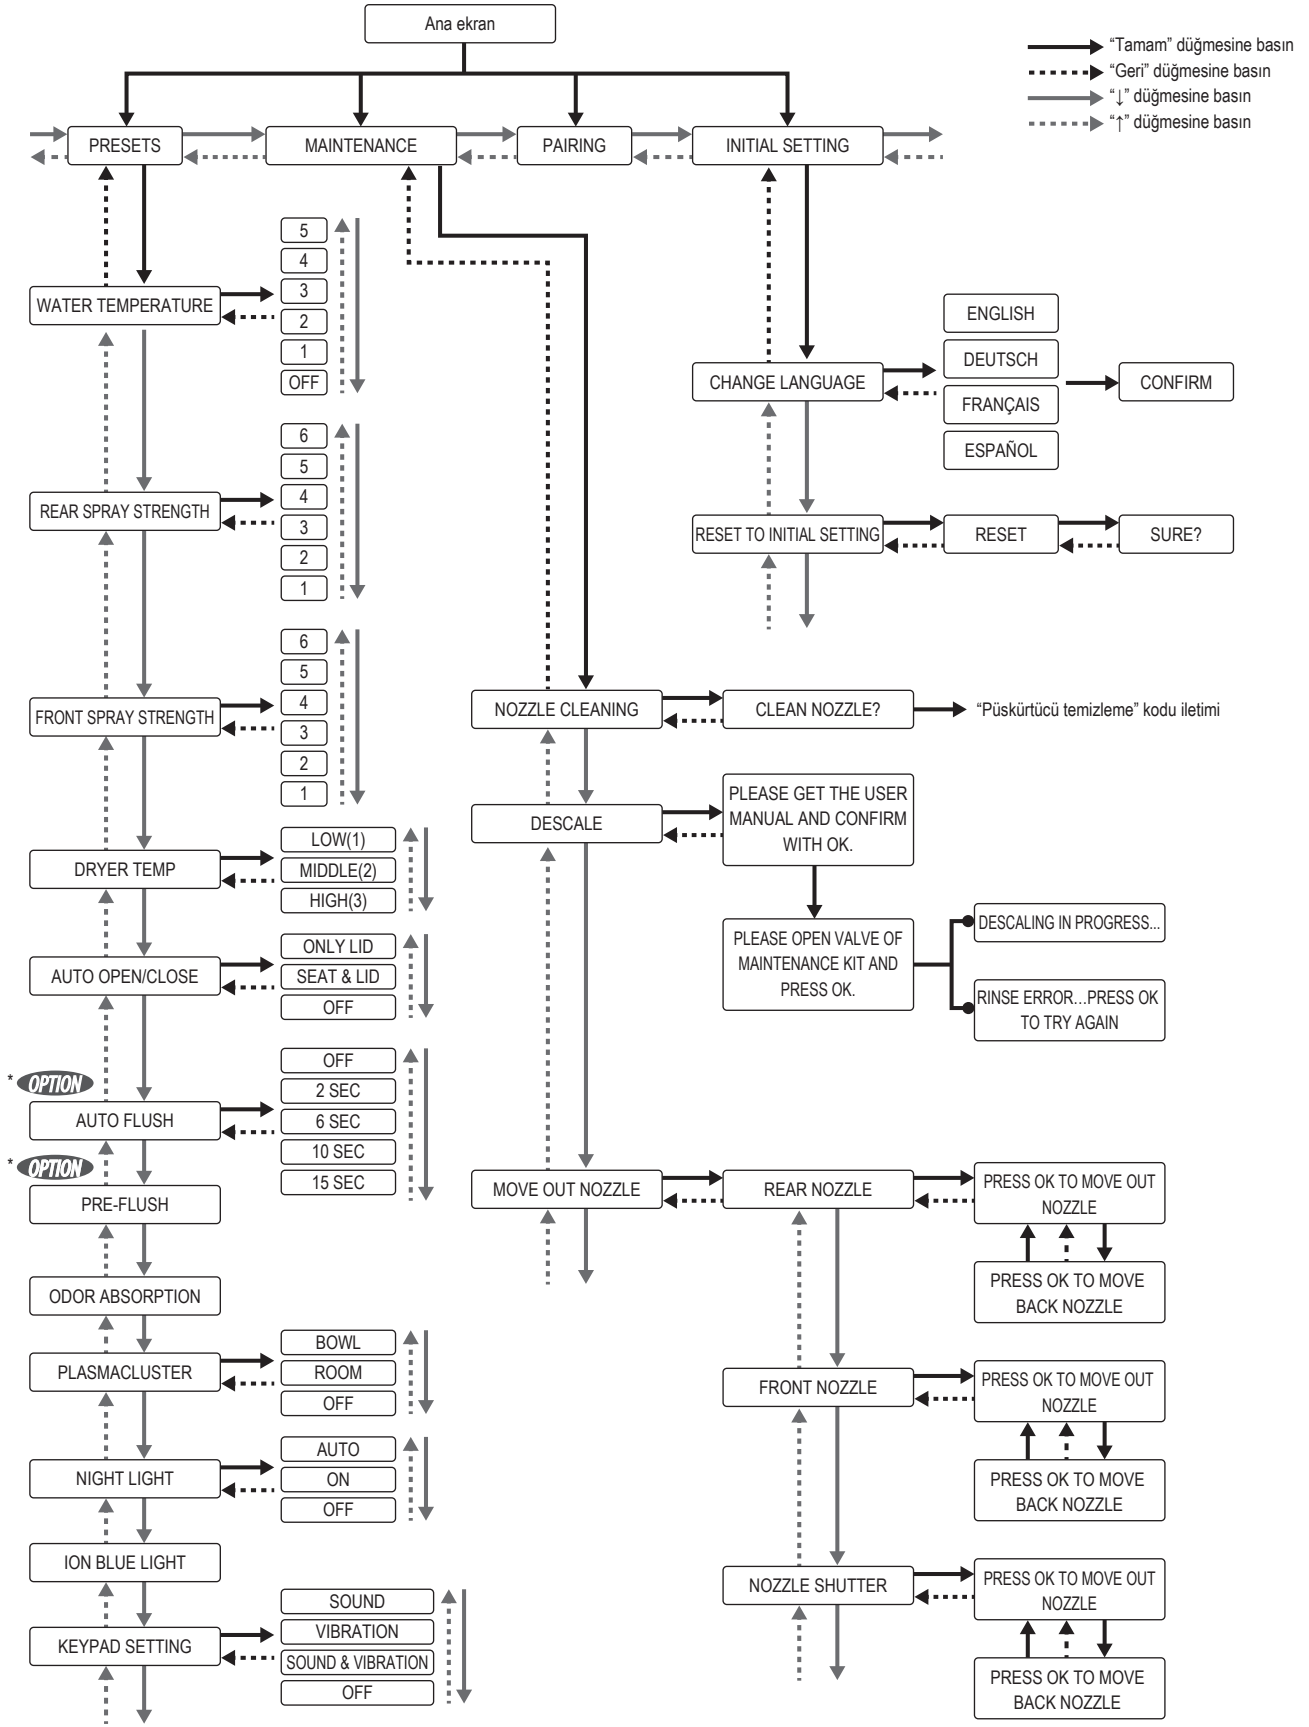 Ana ekran
“Tamam” düğmesine basın
“Geri” düğmesine basın
“↓” düğmesine basın
“↑” düğmesine basın
PRESETS
MAINTENANCE
PAIRING
INITIAL SETTING
WATER TEMPERATURE
5
4
3
2
1
OFF
REAR SPRAY STRENGTH
6
5
4
3
2
1
FRONT SPRAY STRENGTH
6
5
4
3
2
1
DRYER TEMP
LOW(1)
MIDDLE(2)
HIGH(3)
AUTO OPEN/CLOSE
ONLY LID
SEAT & LID
OFF
* OPTION
AUTO FLUSH
OFF
2 SEC
6 SEC
10 SEC
15 SEC
* OPTION
PRE-FLUSH
ODOR ABSORPTION
PLASMACLUSTER
BOWL
ROOM
OFF
NIGHT LIGHT
AUTO
ON
OFF
ION BLUE LIGHT
KEYPAD SETTING
SOUND
VIBRATION
SOUND & VIBRATION
OFF
NOZZLE CLEANING
CLEAN NOZZLE?
“Püskürtücü temizleme” kodu iletimi
DESCALE
PLEASE GET THE USER
MANUAL AND CONFIRM
WITH OK.
PLEASE OPEN VALVE OF
MAINTENANCE KIT AND
PRESS OK.
DESCALING IN PROGRESS...
RINSE ERROR...PRESS OK
TO TRY AGAIN
MOVE OUT NOZZLE
REAR NOZZLE
PRESS OK TO MOVE OUT
NOZZLE
PRESS OK TO MOVE
BACK NOZZLE
FRONT NOZZLE
PRESS OK TO MOVE OUT
NOZZLE
PRESS OK TO MOVE
BACK NOZZLE
NOZZLE SHUTTER
PRESS OK TO MOVE OUT
NOZZLE
PRESS OK TO MOVE
BACK NOZZLE
CHANGE LANGUAGE
ENGLISH
DEUTSCH
FRANÇAIS
ESPAÑOL
CONFIRM
RESET TO INITIAL SETTING
RESET
SURE?